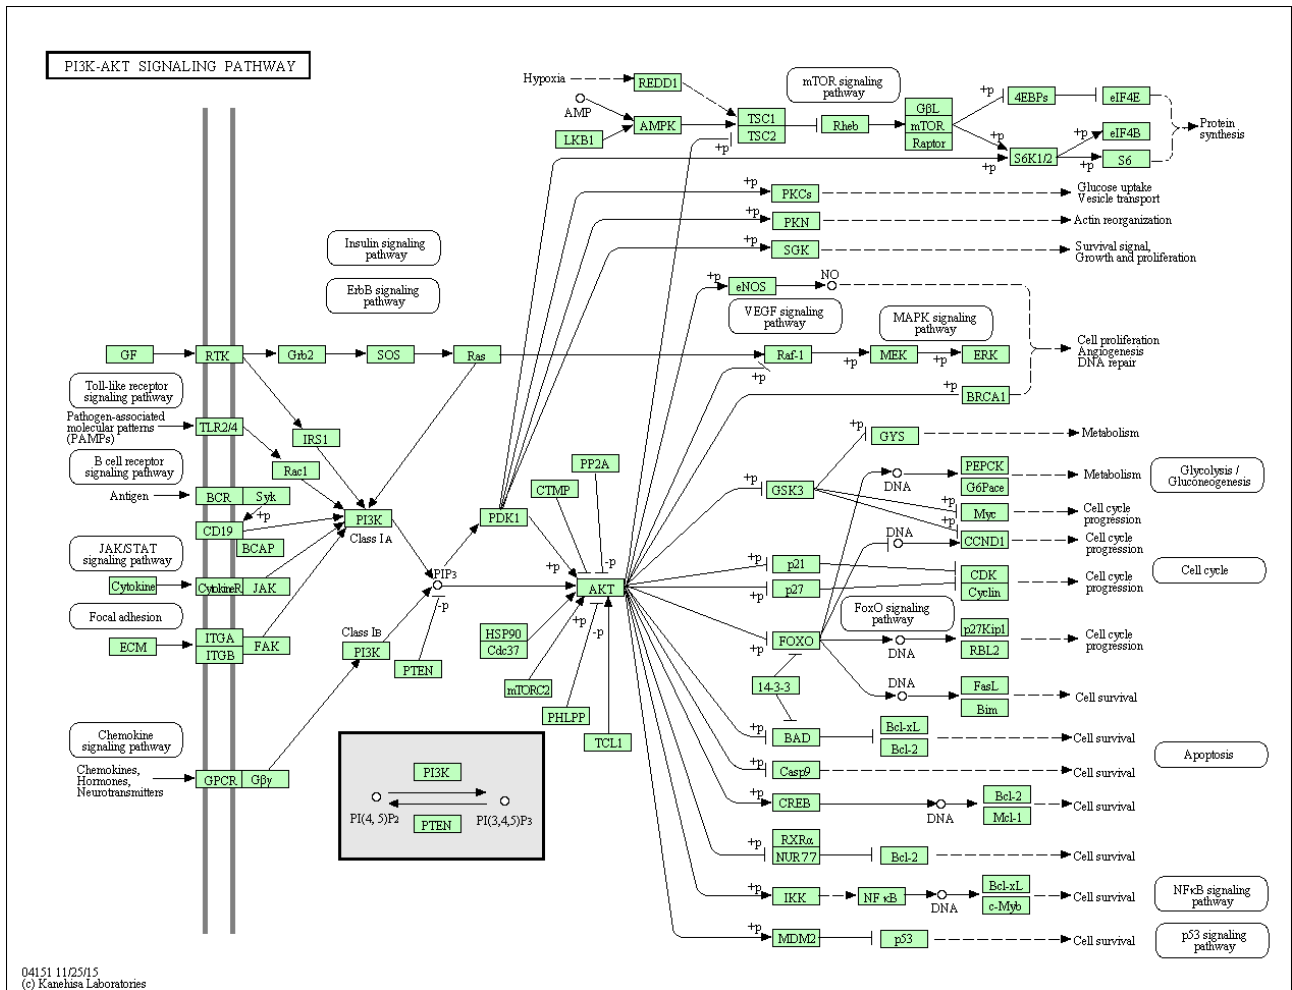 PI3K-AKT SIGNALING PATHWAY
Hypoxia
REDD1
AMP
LKB1
AMPK
TSC1
TSC2
+p
mTOR signaling
pathway
Rheb
GβL
mTOR
Raptor
+p
4EBPs
eIF4E
+p
+p
S6K1/2
+p
eIF4B
+p
S6
Protein
synthesis
+p
PKCs
Glucose uptake
Vesicle transport
+p
PKN
Actin reorganization
+p
SGK
Survival signal,
Growth and proliferation
Insulin signaling
pathway
ErbB signaling
pathway
+p
eNOS
NO
VEGF signaling
pathway
MAPK signaling
pathway
GF
RTK
Grb2
SOS
Ras
Raf-1
+p
+p
MEK
+p
ERK
Cell proliferation
Angiogenesis
DNA repair
+p
BRCA1
Toll-like receptor
signaling pathway
Pathogen-associated
molecular patterns
(PAMPs)
TLR2/4
IRS1
Rac1
B cell receptor
signaling pathway
Antigen
BCR
Syk
+p
CD19
BCAP
PI3K
Class IA
JAK/STAT
signaling pathway
Cytokine
CytokineR
JAK
Focal adhesion
ECM
ITGA
ITGB
FAK
Class IB
PI3K
PIP3
-p
PTEN
PDK1
CTMP
PP2A
+p
-p
AKT
HSP90
Cdc37
+p
-p
mTORC2
PHLPP
TCL1
Chemokine
signaling pathway
Chemokines,
Hormones,
Neurotransmitters
GPCR
Gβγ
PI3K
PI(4, 5)P2
PI(3,4,5)P3
PTEN
+p
GSK3
+p
GYS
Metabolism
DNA
PEPCK
G6Pace
Metabolism
Glycolysis /
Gluconeogenesis
+p
Myc
Cell cycle
progression
+p
DNA
CCND1
Cell cycle
progression
+p
p21
+p
p27
CDK
Cyclin
Cell cycle
progression
Cell cycle
FoxO signaling
pathway
+p
FOXO
DNA
p27Kip1
RBL2
Cell cycle
progression
DNA
FasL
Bim
Cell survival
14-3-3
+p
BAD
Bcl-xL
Bcl-2
Cell survival
Apoptosis
+p
Casp9
Cell survival
+p
CREB
DNA
Bcl-2
Mcl-1
Cell survival
+p
RXRα
NUR77
Bcl-2
Cell survival
+p
IKK
NFκB
DNA
Bcl-xL
c-Myb
Cell survival
NFκB signaling
pathway
+p
MDM2
p53
Cell survival
p53 signaling
pathway
04151 11/25/15
(c) Kanehisa Laboratories